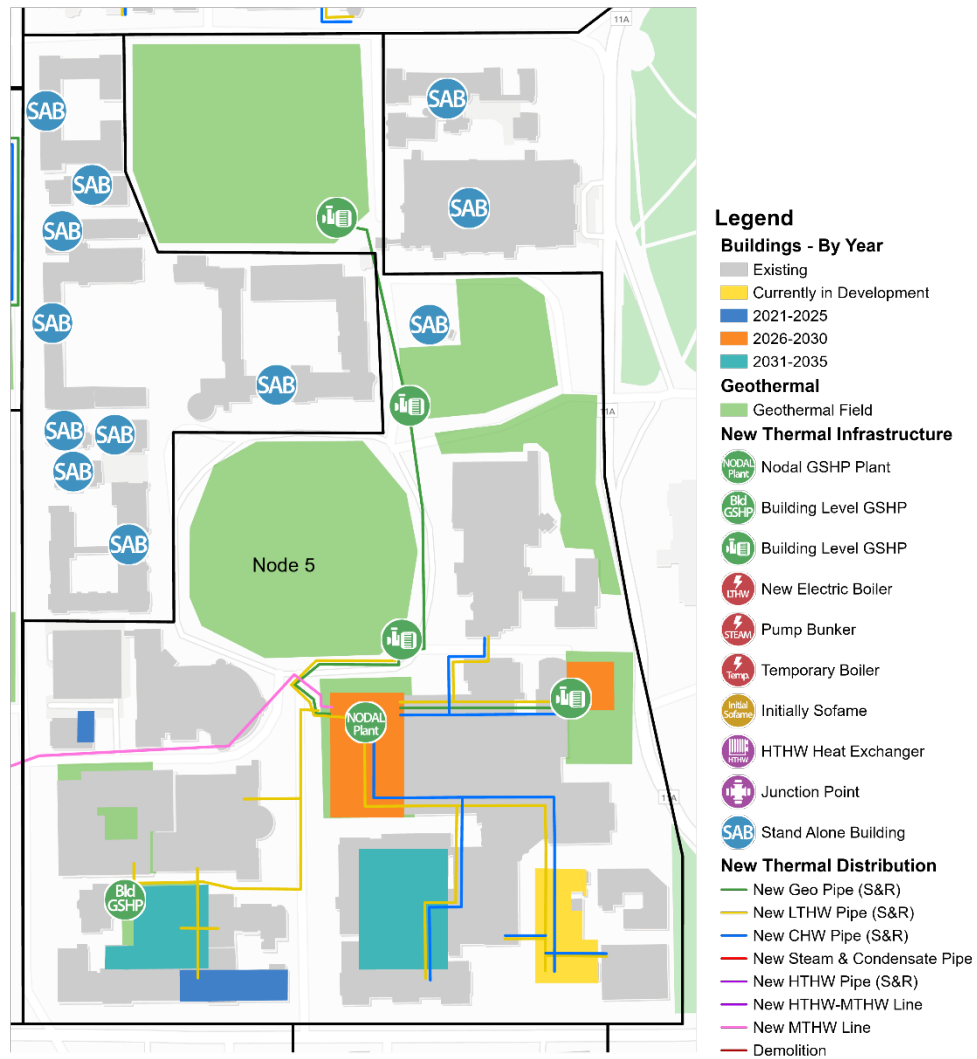 11A
SAB
SAB
SAB
SAB
SAB
SAB
SAB
SAB
11A
SAB
SAB
SAB
SAB
Node 5
NODAL
Plant
11A
Bld
GSHP
Legend
Buildings - By Year
Existing
Currently in Development
2021-2025
2026-2030
2031-2035
Geothermal
Geothermal Field
New Thermal Infrastructure
NODAL
Plant
Nodal GSHP Plant
Bld
GSHP
Building Level GSHP
Building Level GSHP
LTHW
New Electric Boiler
STEAM
Pump Bunker
Temp.
Temporary Boiler
Initial
Sofame
Initially Sofame
HTHW
HTHW Heat Exchanger
Junction Point
SAB
Stand Alone Building
New Thermal Distribution
New Geo Pipe (S&R)
New LTHW Pipe (S&R)
New CHW Pipe (S&R)
New Steam & Condensate Pipe
New HTHW Pipe (S&R)
New HTHW-MTHW Line
New MTHW Line
Demolition